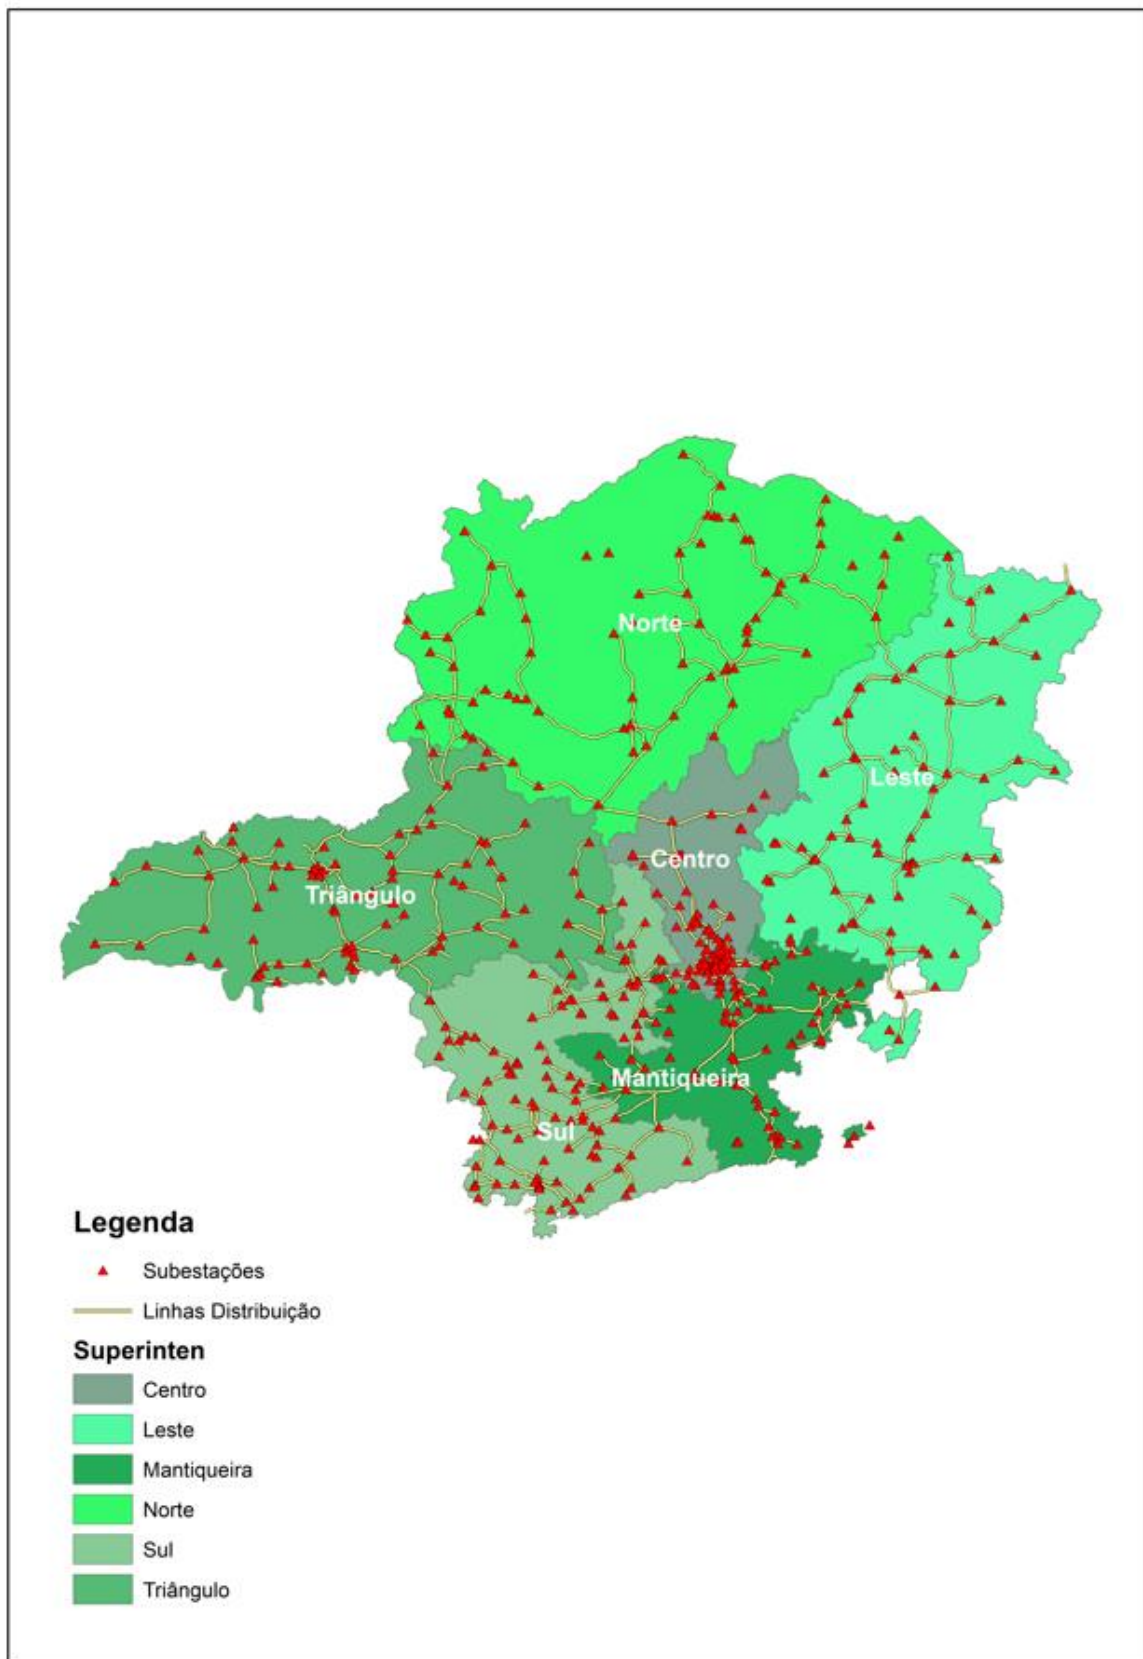 Norte
Leste
Centro
Triângulo
Mantiqueira
Sul
Legenda
Subestações
Linhas Distribuição
Superinten
Centro
Leste
Mantiqueira
Norte
Sul
Triângulo